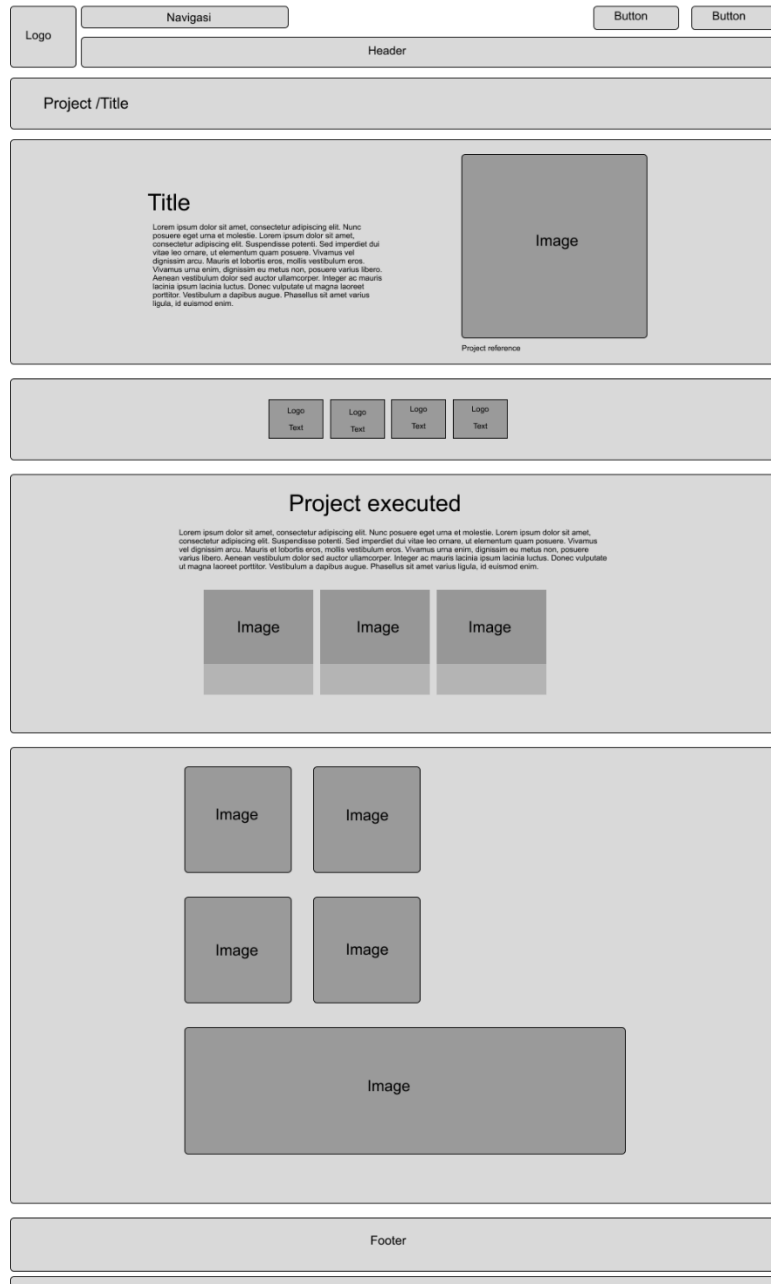 Logo
Navigasi
Button
Button
Header
Project /Title
Title
Lorem ipsum dolor sit amet, consectetur adipiscing elit. Nunc
posuere eget urna et molestie. Lorem ipsum dolor sit amet,
consectetur adipiscing elit. Suspendisse potenti. Sed imperdiet dui
vitae leo ornare, ut elementum quam posuere. Vivamus vel
dignissim arcu. Mauris et lobortis eros, mollis vestibulum eros.
Vivamus urna enim, dignissim eu metus non, posuere varius libero.
Aenean vestibulum dolor sed auctor ullamcorper. Integer ac mauris
lacinia ipsum lacinia luctus. Donec vulputate ut magna laoreet
porttitor. Vestibulum a dapibus augue. Phasellus sit amet varius
ligula, id euismod enim.
Image
Project reference
Logo
Text
Logo
Text
Logo
Text
Logo
Text
Project executed
Lorem ipsum dolor sit amet, consectetur adipiscing elit. Nunc posuere eget urna et molestie. Lorem ipsum dolor sit amet,
consectetur adipiscing elit. Suspendisse potenti. Sed imperdiet dui vitae leo ornare, ut elementum quam posuere. Vivamus
vel dignissim arcu. Mauris et lobortis eros, mollis vestibulum eros. Vivamus urna enim, dignissim eu metus non, posuere
varius libero. Aenean vestibulum dolor sed auctor ullamcorper. Integer ac mauris lacinia ipsum lacinia luctus. Donec vulputate
ut magna laoreet porttitor. Vestibulum a dapibus augue. Phasellus sit amet varius ligula, id euismod enim.
Image
Image
Image
Image
Image
Image
Image
Image
Footer